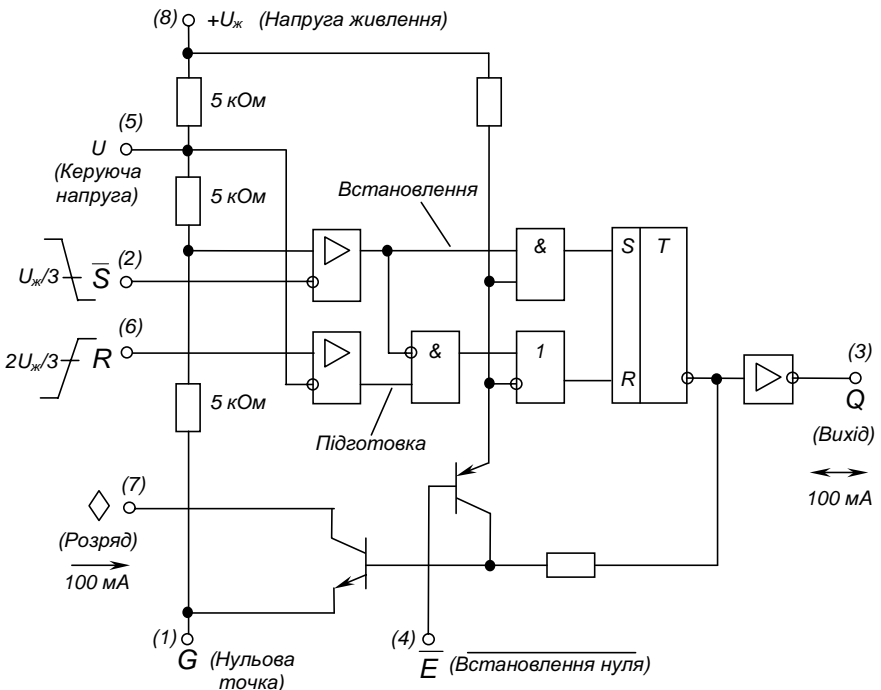 (8) +Uж (Напруга живлення)
5 кОм
(5)
U
(Керуюча
напруга)
5 кОм
Встановлення
Uж/3 S̅ (2)
&
S T
(6)
2Uж/3 R
&
1
R
(3)
Q
5 кОм
Підготовка
(Вихід)
100 мА
(7)
(Розряд)
100 мА
(1)
G (Нульова
точка)
(4)
E̅ (Встановлення нуля)